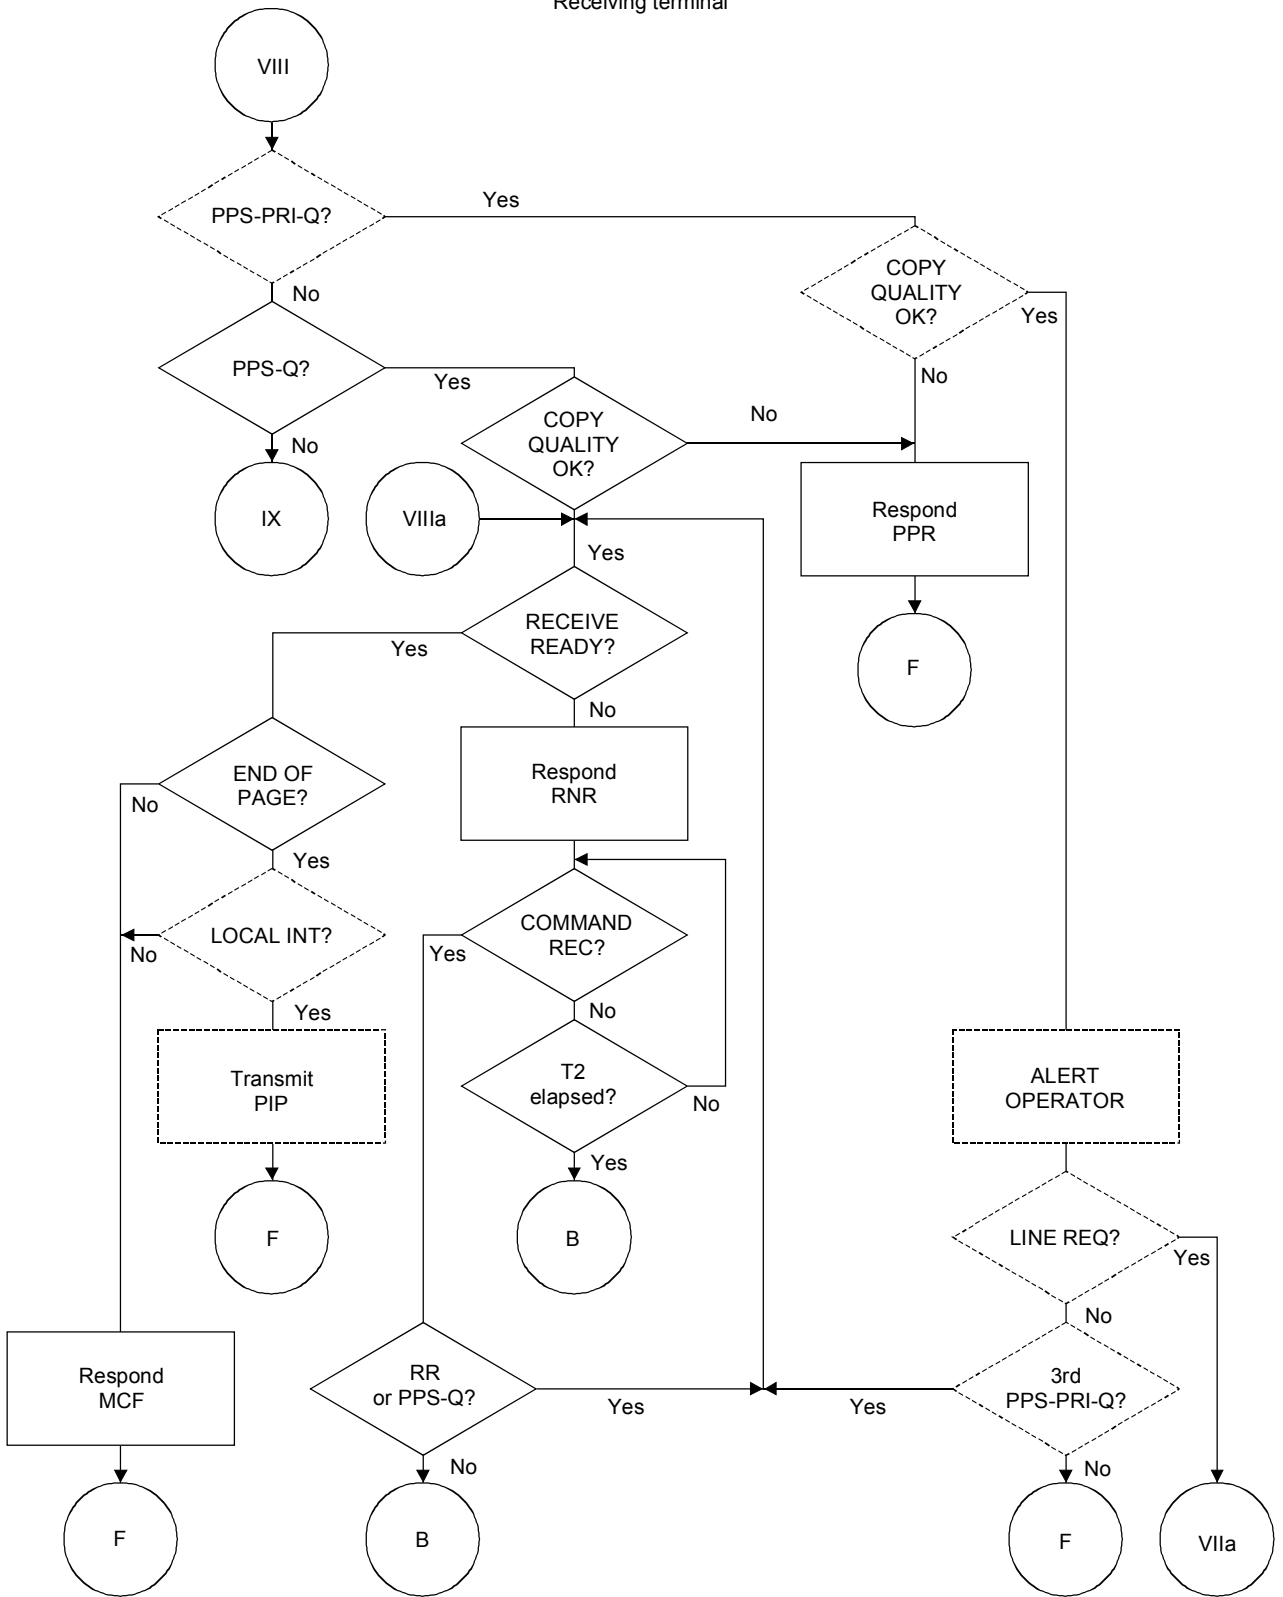 Receiving terminal
VIII
PPS-PRI-Q?
Yes
No
COPY
QUALITY
OK?
Yes
No
PPS-Q?
Yes
No
COPY
QUALITY
OK?
No
Yes
IX
VIIIa
Respond
PPR
F
RECEIVE
READY?
Yes
No
END OF
PAGE?
No
Yes
Respond
RNR
LOCAL INT?
No
Yes
COMMAND
REC?
Yes
No
Transmit
PIP
T2
elapsed?
No
Yes
ALERT
OPERATOR
F
B
LINE REQ?
Yes
No
Respond
MCF
RR
or PPS-Q?
Yes
No
3rd
PPS-PRI-Q?
Yes
No
F
B
F
VIIa